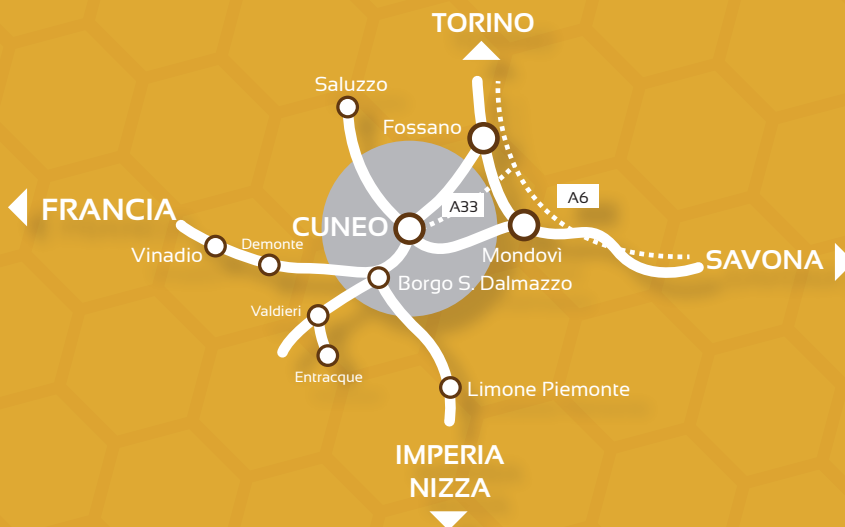 TORINO
Saluzzo
Fossano
A6
A33
FRANCIA
CUNEO
Demonte
Vinadio
Mondovì
SAVONA
Borgo S. Dalmazzo
Valdieri
Entracque
Limone Piemonte
IMPERIA
NIZZA